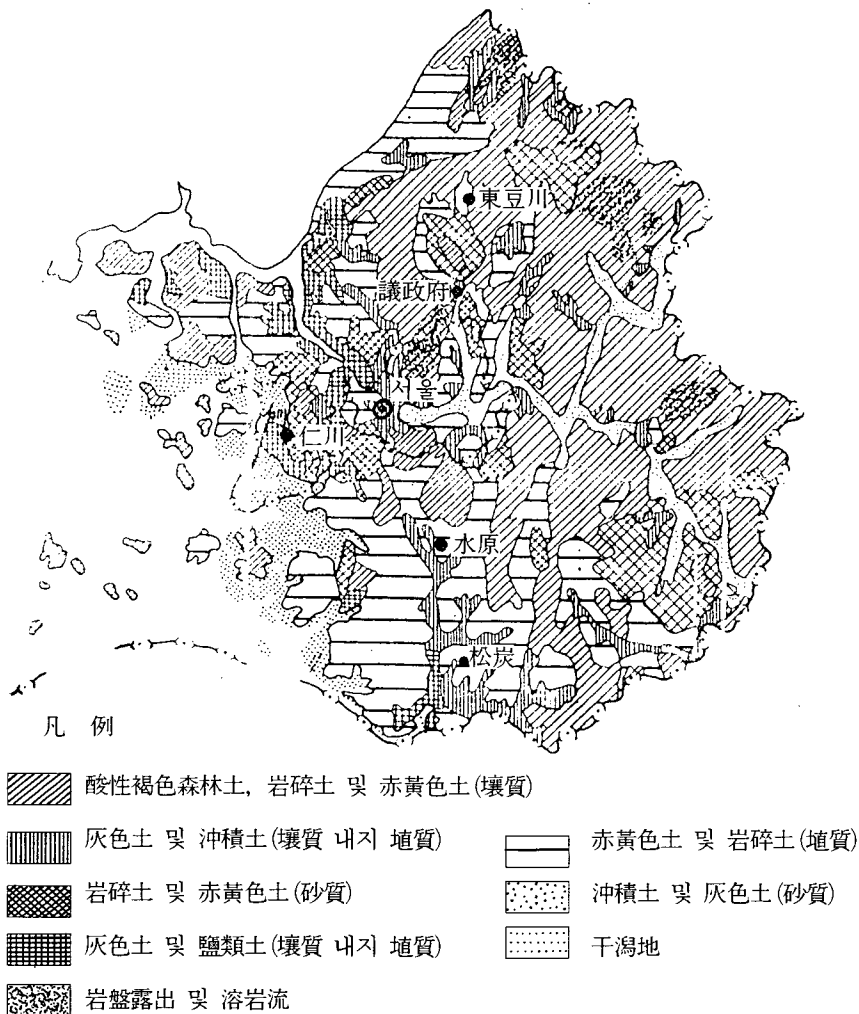 東豆川
議政府
서울
仁川
水原
松炭
凡 例
酸性褐色森林土, 岩碎土 및 赤黃色土(壤質)
灰色土 및 沖積土(壤質 내지 埴質)
赤黃色土 및 岩碎土(埴質)
岩碎土 및 赤黃色土(砂質)
沖積土 및 灰色土(砂質)
灰色土 및 鹽類土(壤質 내지 埴質)
干潟地
岩盤露出 및 溶岩流